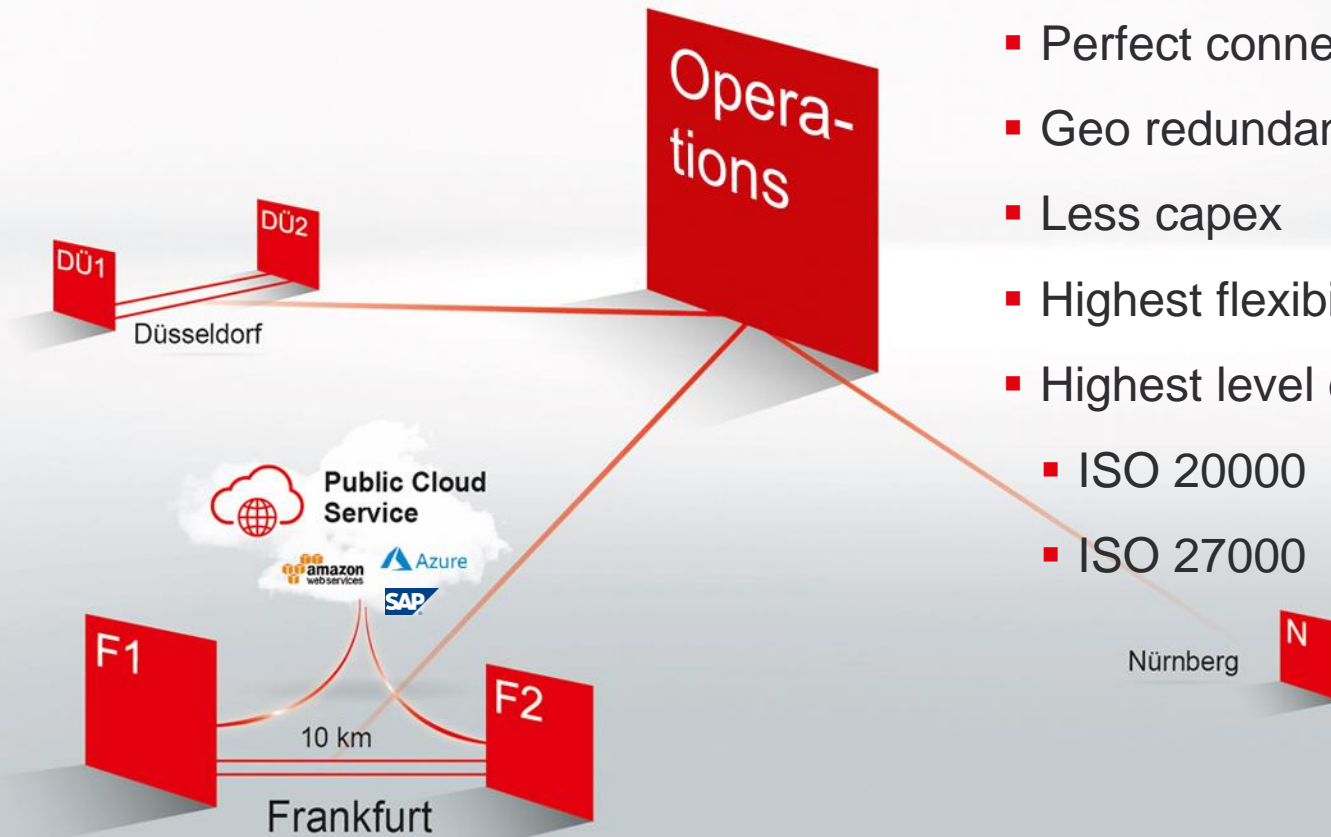 Opera-
tions
DÜ1
DÜ2
Düsseldorf
Public Cloud
Service
amazon
webservices
Azure
SAP
F1
F2
10 km
Frankfurt
Nürnberg
N
Perfect conne
Geo redundan
Less capex
Highest flexibi
Highest level
ISO 20000
ISO 27000